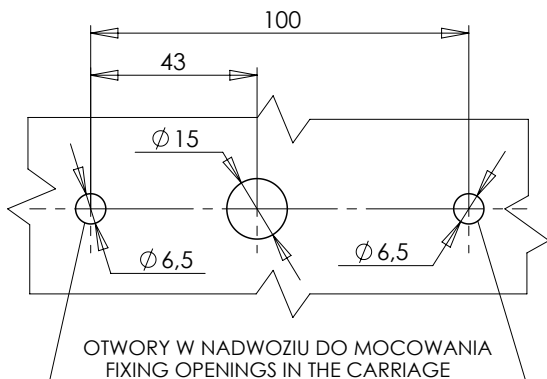 100
43
∅ 15
∅ 6,5
∅ 6,5
OTWORY W NADWOZIU DO MOCOWANIA
FIXING OPENINGS IN THE CARRIAGE